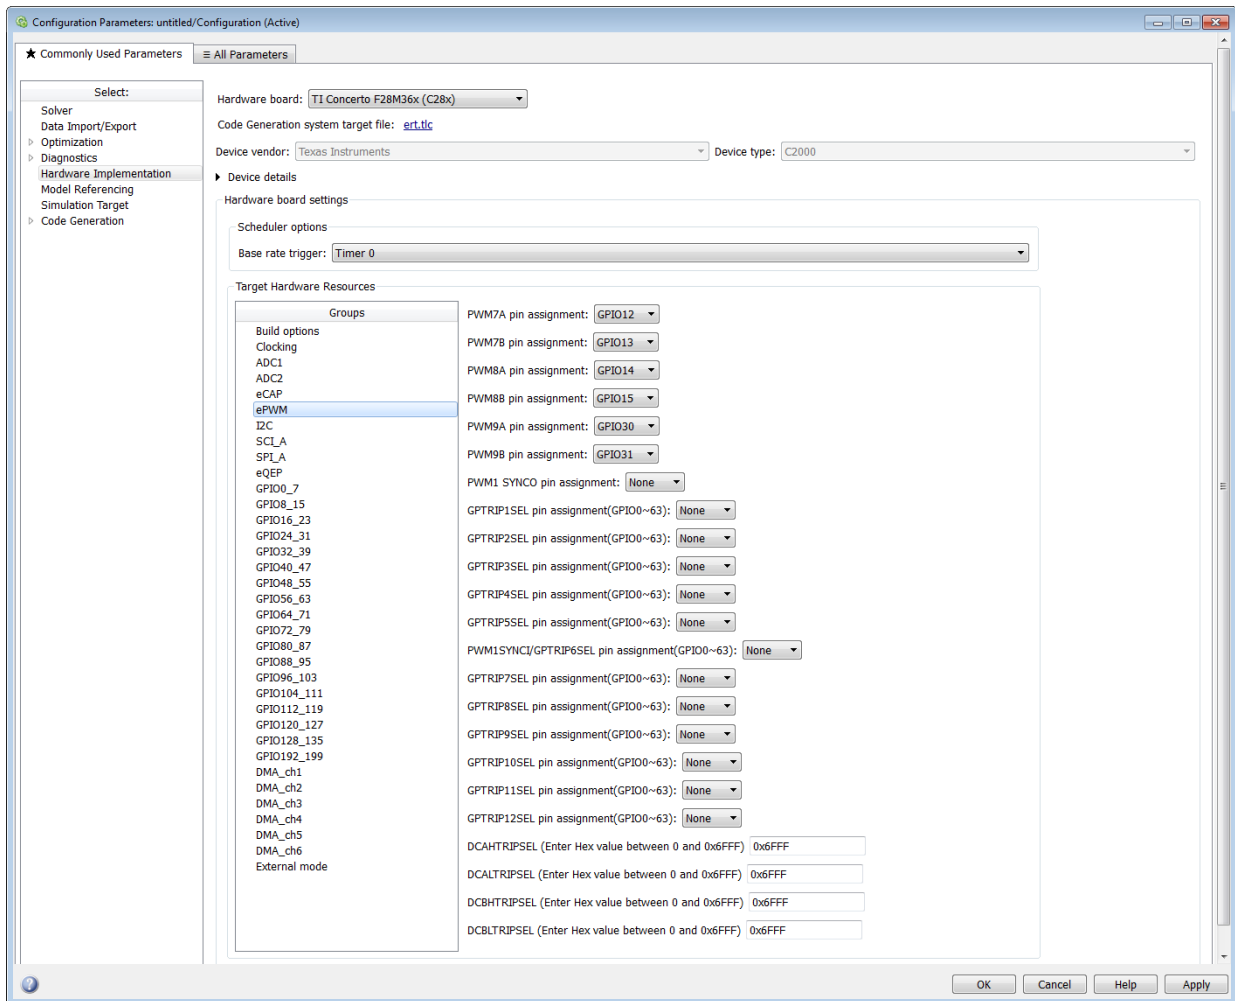 Configuration Parameters: untitled/Configuration (Active)
★ Commonly Used Parameters
≡ All Parameters
Select:
Solver
Data Import/Export
Optimization
Diagnostics
Hardware Implementation
Model Referencing
Simulation Target
Code Generation
Hardware board: TI Concerto F28M36x (C28x)
Code Generation system target file: ert.tlc
Device vendor: Texas Instruments
Device type: C2000
Device details
Hardware board settings
Scheduler options
Base rate trigger: Timer 0
Target Hardware Resources
Groups
Build options
Clocking
ADC1
ADC2
eCAP
ePWM
I2C
SCI_A
SPI_A
eQEP
GPIO0_7
GPIO8_15
GPIO16_23
GPIO24_31
GPIO32_39
GPIO40_47
GPIO48_55
GPIO56_63
GPIO64_71
GPIO72_79
GPIO80_87
GPIO88_95
GPIO96_103
GPIO104_111
GPIO112_119
GPIO120_127
GPIO128_135
GPIO192_199
DMA_ch1
DMA_ch2
DMA_ch3
DMA_ch4
DMA_ch5
DMA_ch6
External mode
PWM7A pin assignment: GPIO12
PWM7B pin assignment: GPIO13
PWM8A pin assignment: GPIO14
PWM8B pin assignment: GPIO15
PWM9A pin assignment: GPIO30
PWM9B pin assignment: GPIO31
PWM1 SYNCO pin assignment: None
GPTRIP1SEL pin assignment(GPIO0~63): None
GPTRIP2SEL pin assignment(GPIO0~63): None
GPTRIP3SEL pin assignment(GPIO0~63): None
GPTRIP4SEL pin assignment(GPIO0~63): None
GPTRIP5SEL pin assignment(GPIO0~63): None
PWM1SYNCI/GPTRIP6SEL pin assignment(GPIO0~63): None
GPTRIP7SEL pin assignment(GPIO0~63): None
GPTRIP8SEL pin assignment(GPIO0~63): None
GPTRIP9SEL pin assignment(GPIO0~63): None
GPTRIP10SEL pin assignment(GPIO0~63): None
GPTRIP11SEL pin assignment(GPIO0~63): None
GPTRIP12SEL pin assignment(GPIO0~63): None
DCAHTRIPSEL (Enter Hex value between 0 and 0x6FFF) 0x6FFF
DCALTRIPSEL (Enter Hex value between 0 and 0x6FFF) 0x6FFF
DCBHTRIPSEL (Enter Hex value between 0 and 0x6FFF) 0x6FFF
DCBLTRIPSEL (Enter Hex value between 0 and 0x6FFF) 0x6FFF
OK
Cancel
Help
Apply